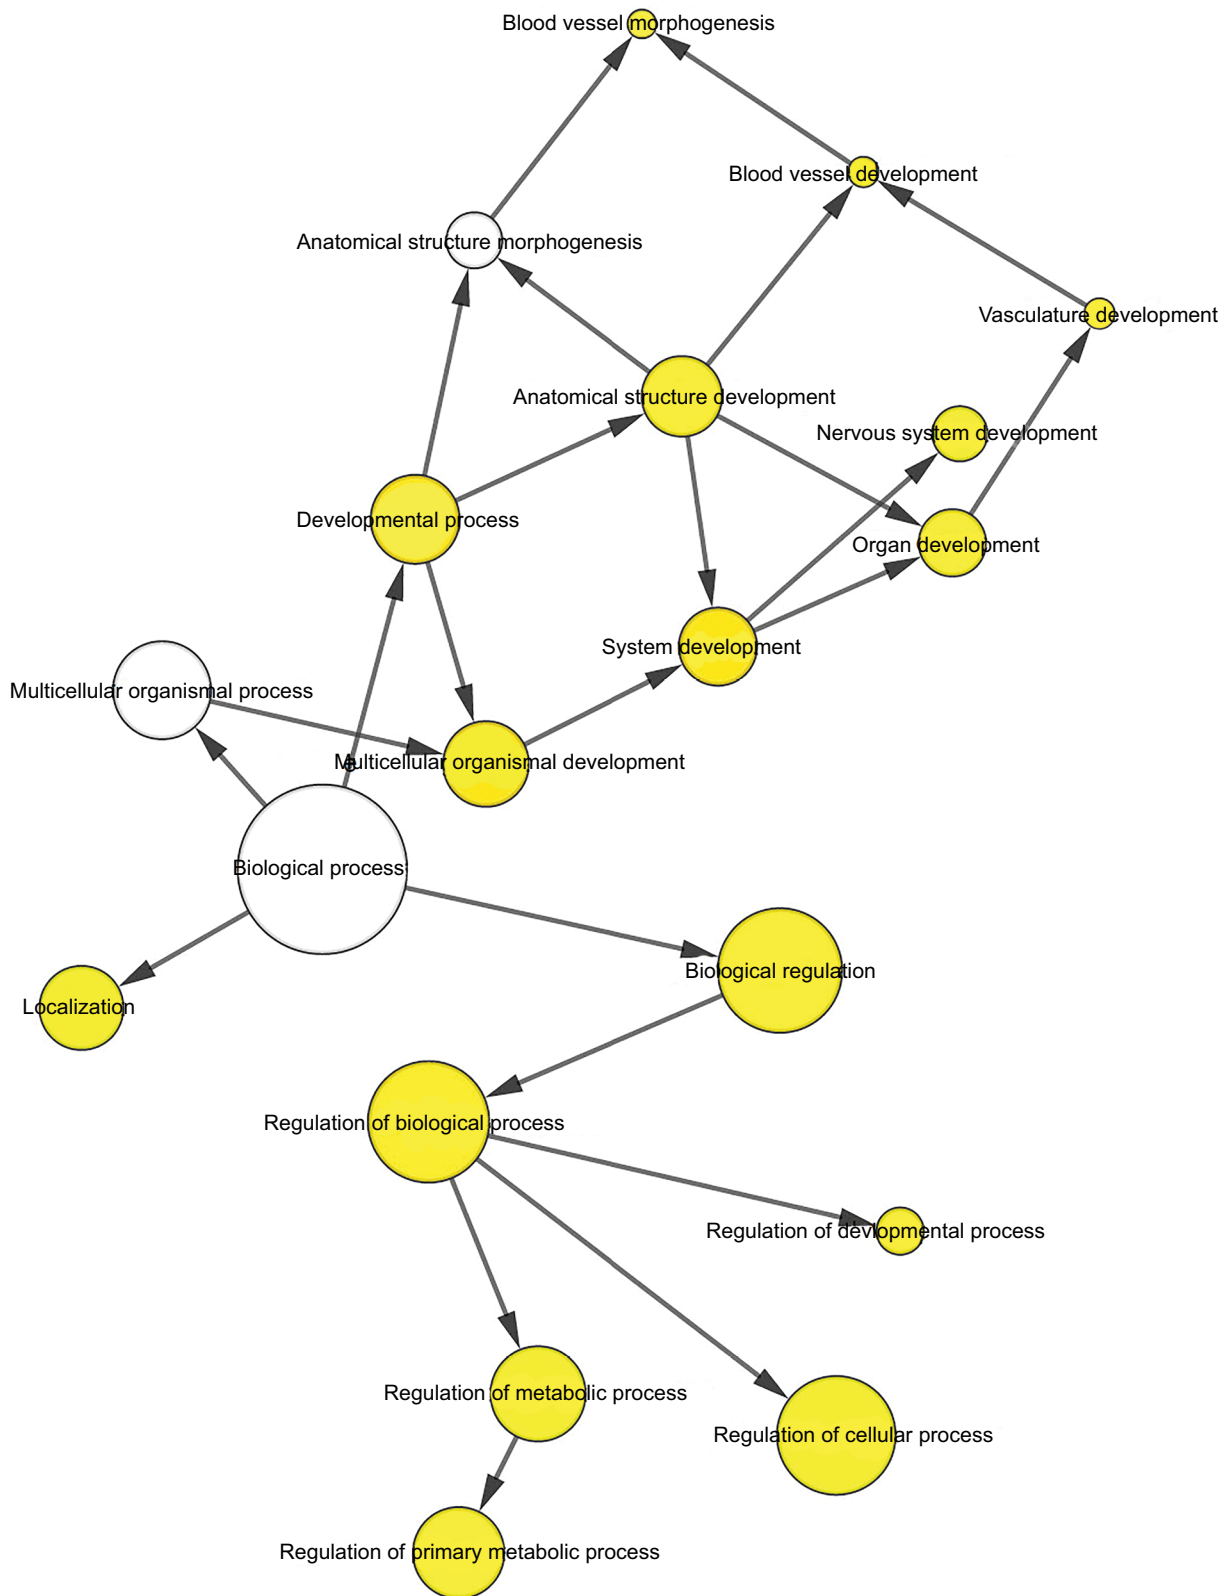 Blood vessel morphogenesis
Blood vessel development
Anatomical structure morphogenesis
Vasculature development
Anatomical structure development
Nervous system development
Developmental process
Organ development
System development
Multicellular organismal process
Multicellular organismal development
Biological process
Biological regulation
Localization
Regulation of biological process
Regulation of devlopmental process
Regulation of metabolic process
Regulation of cellular process
Regulation of primary metabolic process